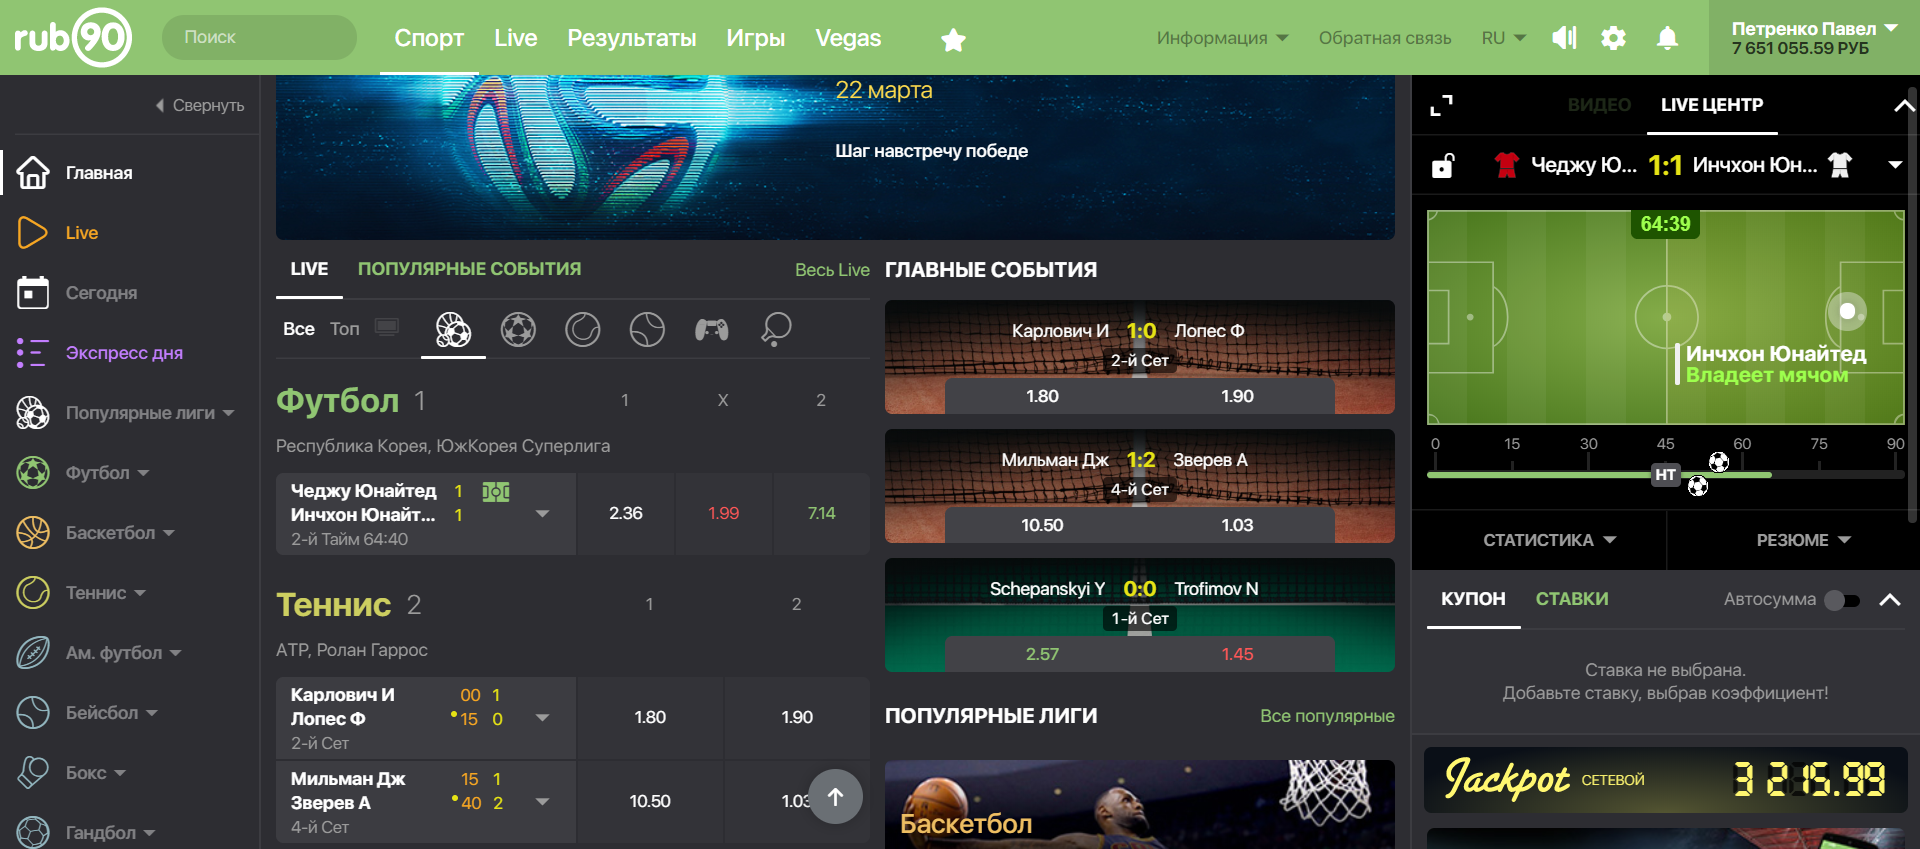 rub90
Поиск
Спорт
Live
Результаты
Игры
Vegas
Информация
Обратная связь
RU
Петренко Павел
7 651 055.59 РУБ
Свернуть
Главная
Live
Сегодня
Экспресс дня
Популярные лиги
Футбол
Баскетбол
Теннис
Ам. футбол
Бейсбол
Бокс
Гандбол
22 марта
Шаг навстречу победе
LIVE
ПОПУЛЯРНЫЕ СОБЫТИЯ
Весь Live
Все
Топ
Футбол 1
1 X 2
Республика Корея, ЮжКорея Суперлига
Чеджу Юнайтед 1
Инчхон Юнайт... 1
2-й Тайм 64:40
2.36 1.99 7.14
Теннис 2
1 2
ATP, Ролан Гаррос
Карлович И 00 1
Лопес Ф 15 0
2-й Сет
1.80 1.90
Мильман Дж 15 1
Зверев А 40 2
4-й Сет
10.50 1.03
ГЛАВНЫЕ СОБЫТИЯ
Карлович И 1:0 Лопес Ф
2-й Сет
1.80 1.90
Мильман Дж 1:2 Зверев А
4-й Сет
10.50 1.03
Schepanskyi Y 0:0 Trofimov N
1-й Сет
2.57 1.45
ПОПУЛЯРНЫЕ ЛИГИ
Все популярные
Баскетбол
ВИДЕО
LIVE ЦЕНТР
Чеджу Ю... 1:1 Инчхон Юн...
64:39
Инчхон Юнайтед
Владеет мячом
0 15 30 45 60 75 90
HT
СТАТИСТИКА
РЕЗЮМЕ
КУПОН
СТАВКИ
Автосумма
Ставка не выбрана.
Добавьте ставку, выбрав коэффициент!
Jackpot СЕТЕВОЙ 3 215.99